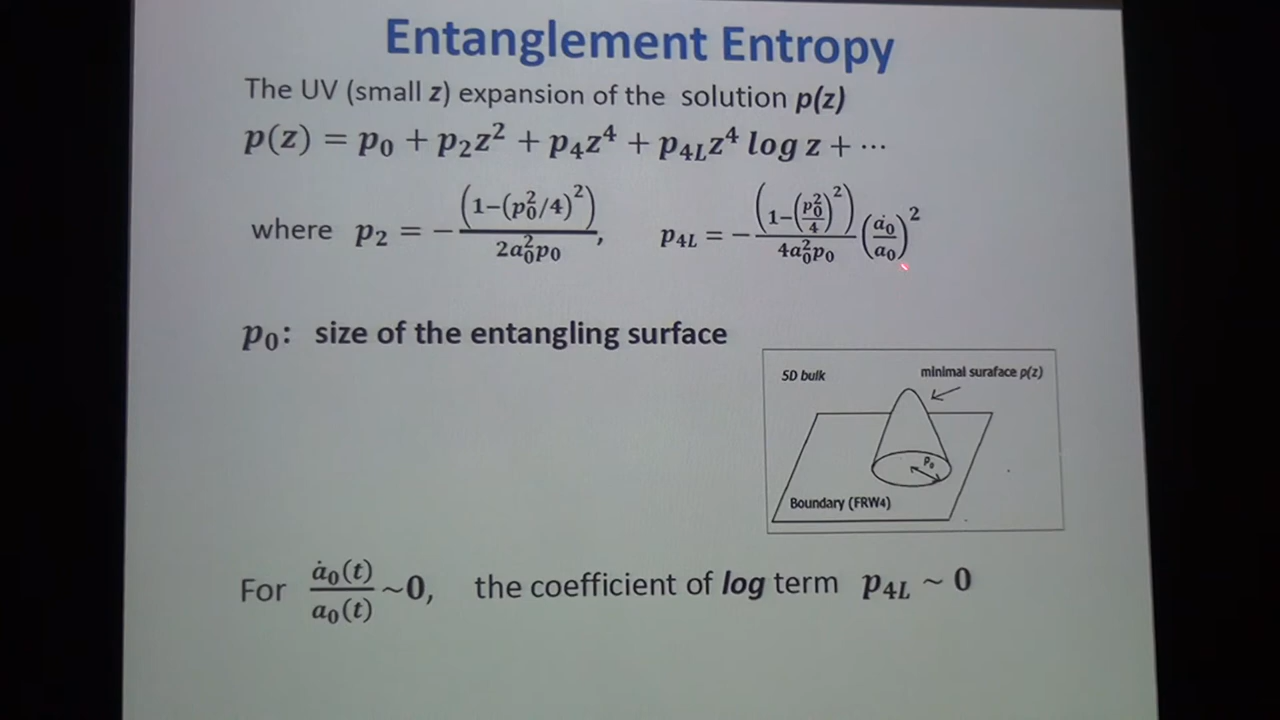 Entanglement Entropy
The UV (small z) expansion of the solution p(z)
p(z) = p₀ + p₂z² + p₄z⁴ + p₄Lz⁴ log z + ⋯
where p₂ = −(1−(p₀²/4)²)/(2a₀²p₀), p₄L = −(1−(p₀²/4)²)/(4a₀²p₀) (ȧ₀/a₀)²
p₀: size of the entangling surface
5D bulk
minimal suraface p(z)
p₀
Boundary (FRW4)
For ȧ₀(t)/a₀(t) ~0, the coefficient of log term p₄L ~ 0